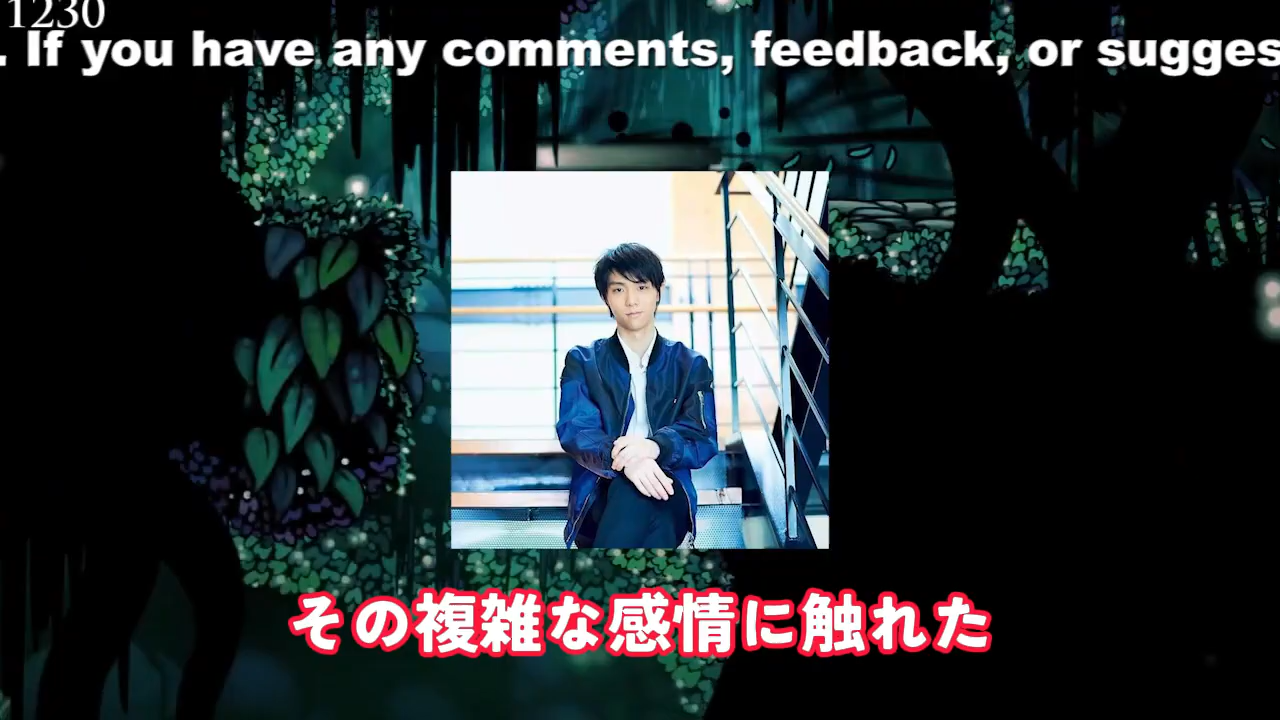 1230
. If you have any comments, feedback, or sugges
その複雑な感情に触れた